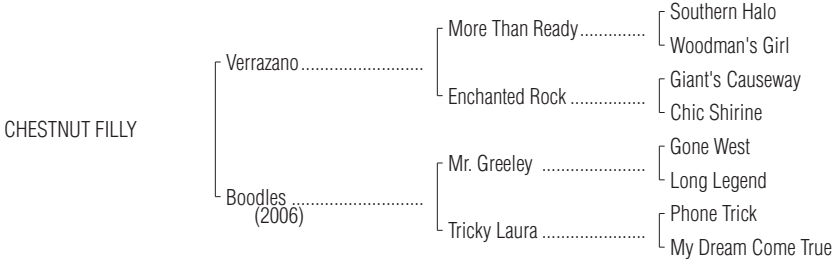 CHESTNUT FILLY
Verrazano
Boodles
(2006)
More Than Ready
Enchanted Rock
Mr. Greeley
Tricky Laura
Southern Halo
Woodman's Girl
Giant's Causeway
Chic Shirine
Gone West
Long Legend
Phone Trick
My Dream Come True